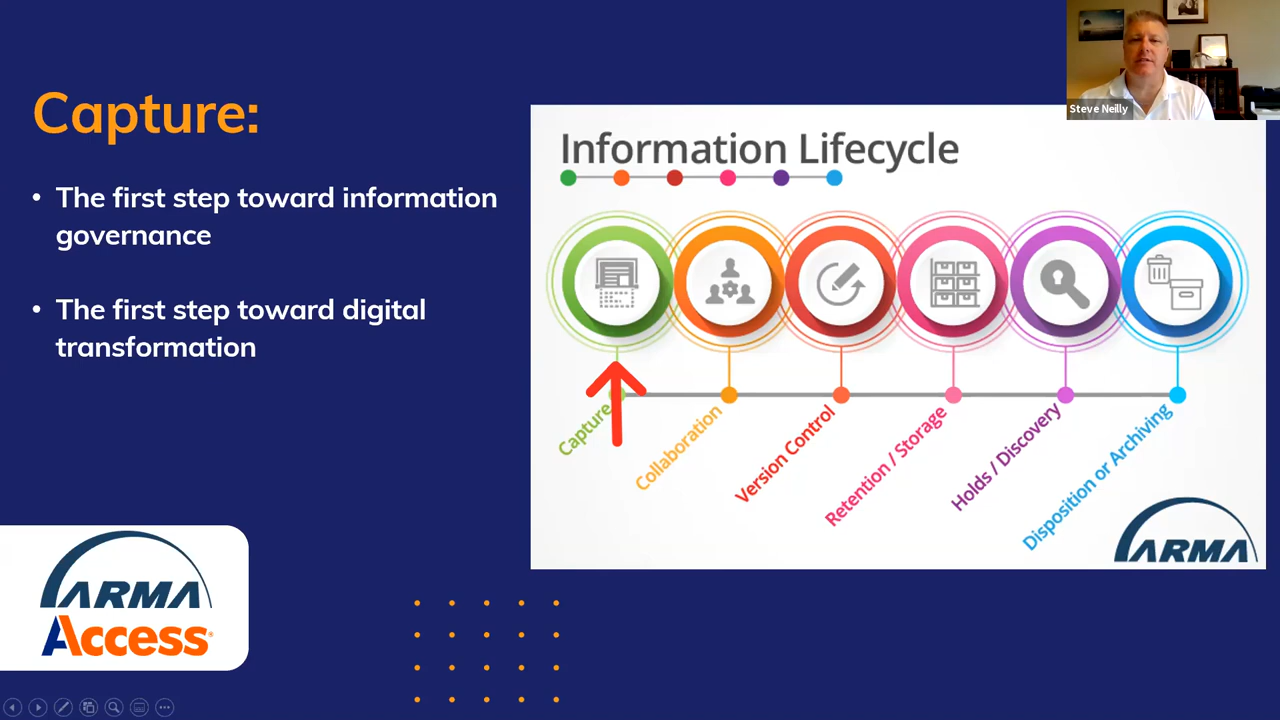 Capture:
• The first step toward information
governance
• The first step toward digital
transformation
Steve Neilly
Information Lifecycle
Capture
Collaboration
Version Control
Retention / Storage
Holds / Discovery
Disposition or Archiving
ARMA
ARMA
Access®